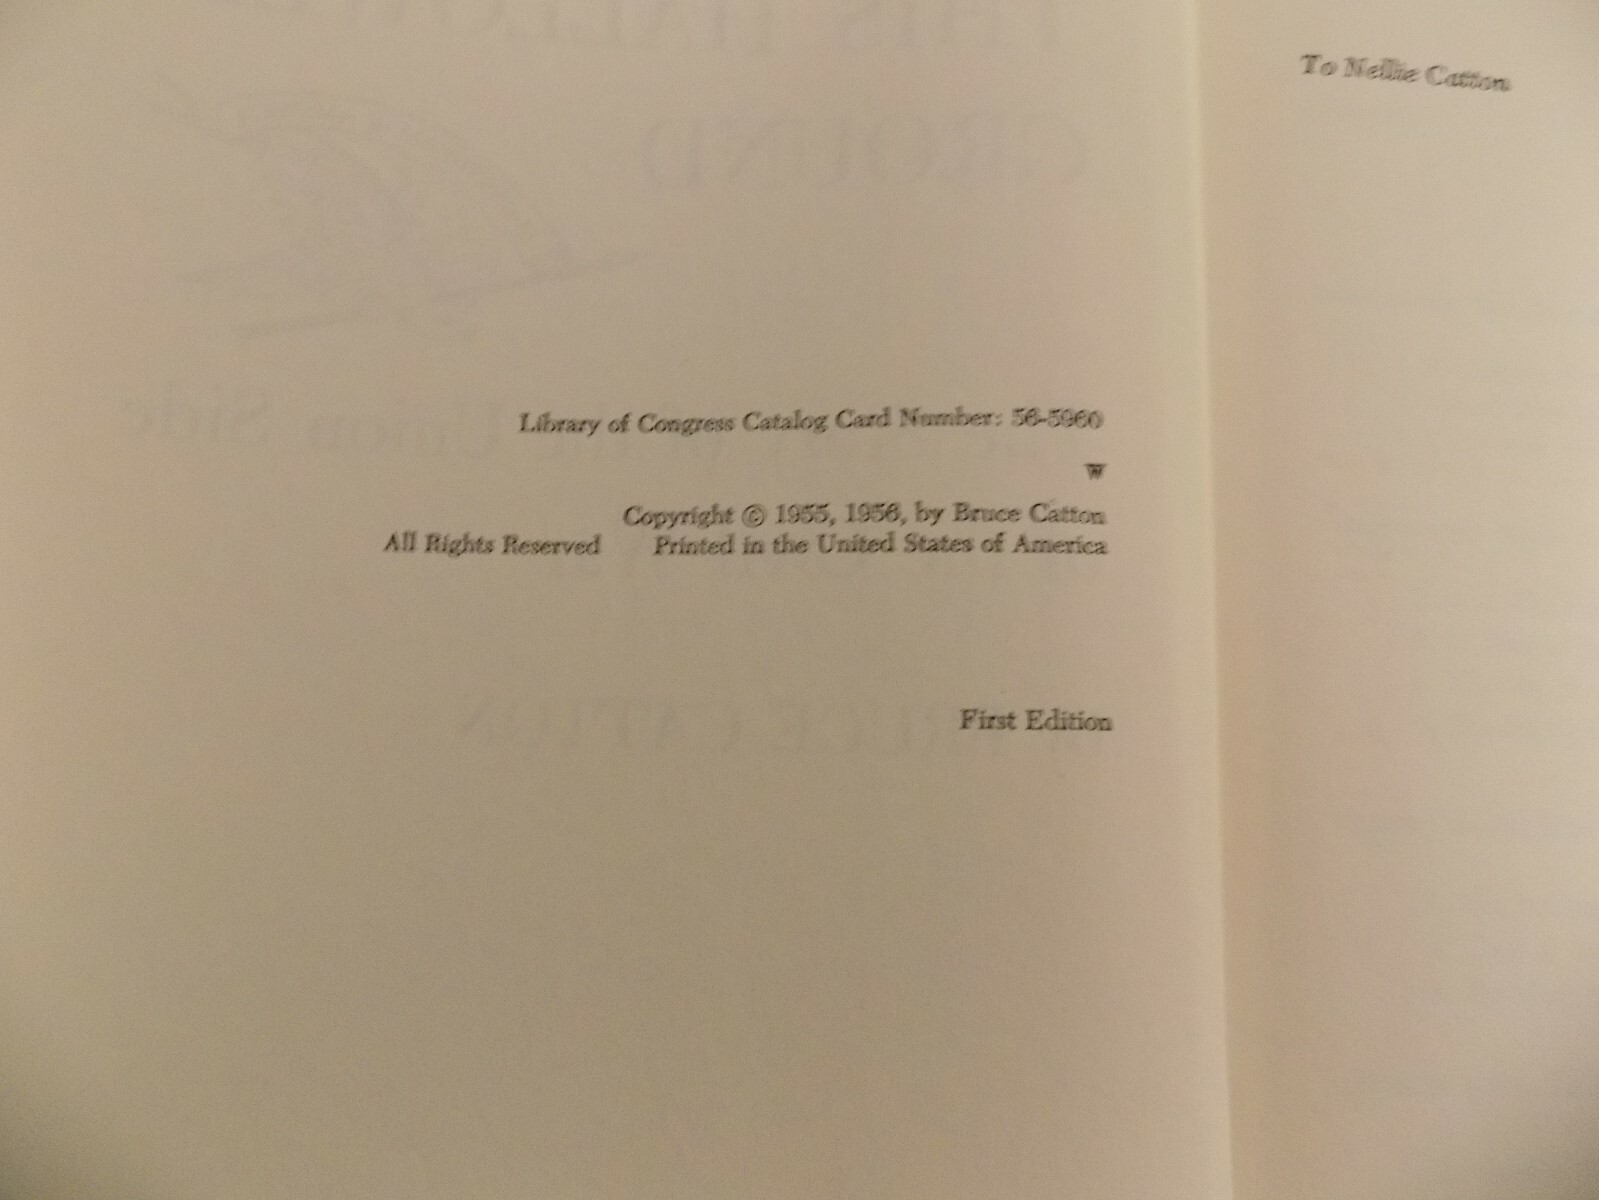 To Nellie Catton
Library of Congress Catalog Card Number: 56-5960
W
Copyright © 1955, 1956, by Bruce Catton
All Rights Reserved Printed in the United States of America
First Edition